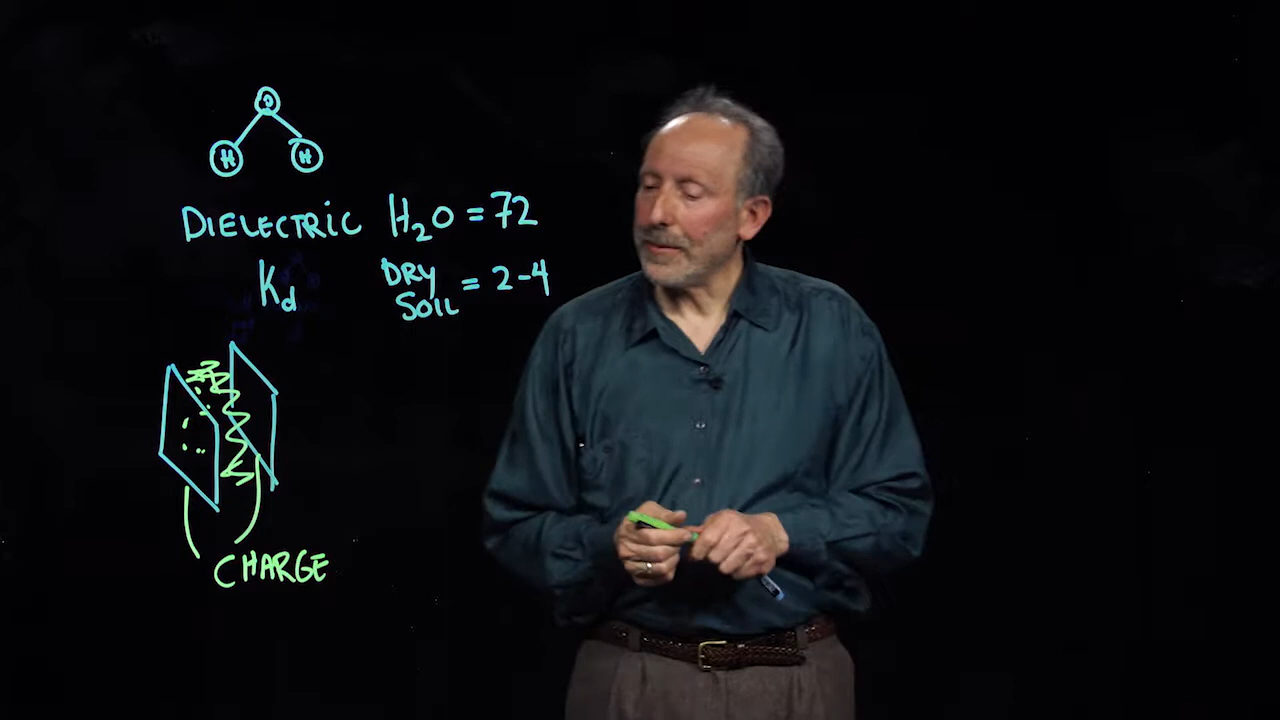 O
H H
DIELECTRIC H₂O = 72
Kd DRY SOIL = 2-4
CHARGE